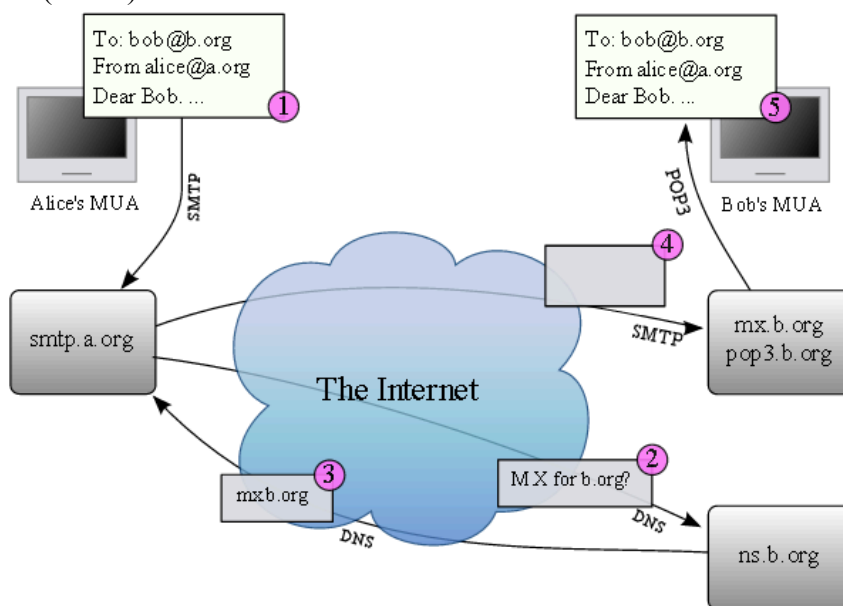 To: bob@b.org
From alice@a.org
Dear Bob. ...
1
To: bob@b.org
From alice@a.org
Dear Bob. ...
5
Alice's MUA
SMTP
POP3
Bob's MUA
4
smtp.a.org
SMTP
mx.b.org
pop3.b.org
The Internet
3
mxb.org
DNS
2
MX for b.org?
DNS
ns.b.org